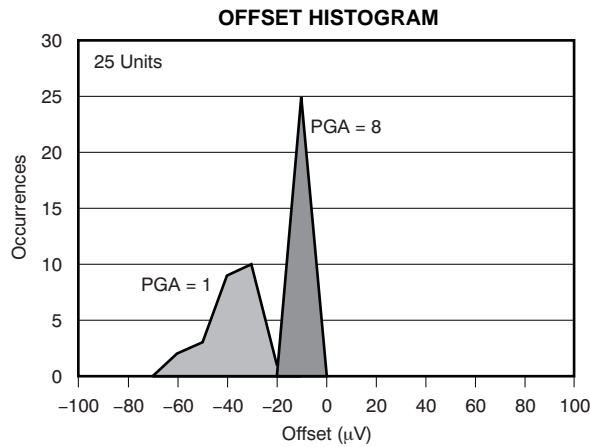 OFFSET HISTOGRAM
30
25 Units
25
PGA = 8
20
Occurrences
15
10
PGA = 1
5
0
−100 −80 −60 −40 −20 0 20 40 60 80 100
Offset (μV)